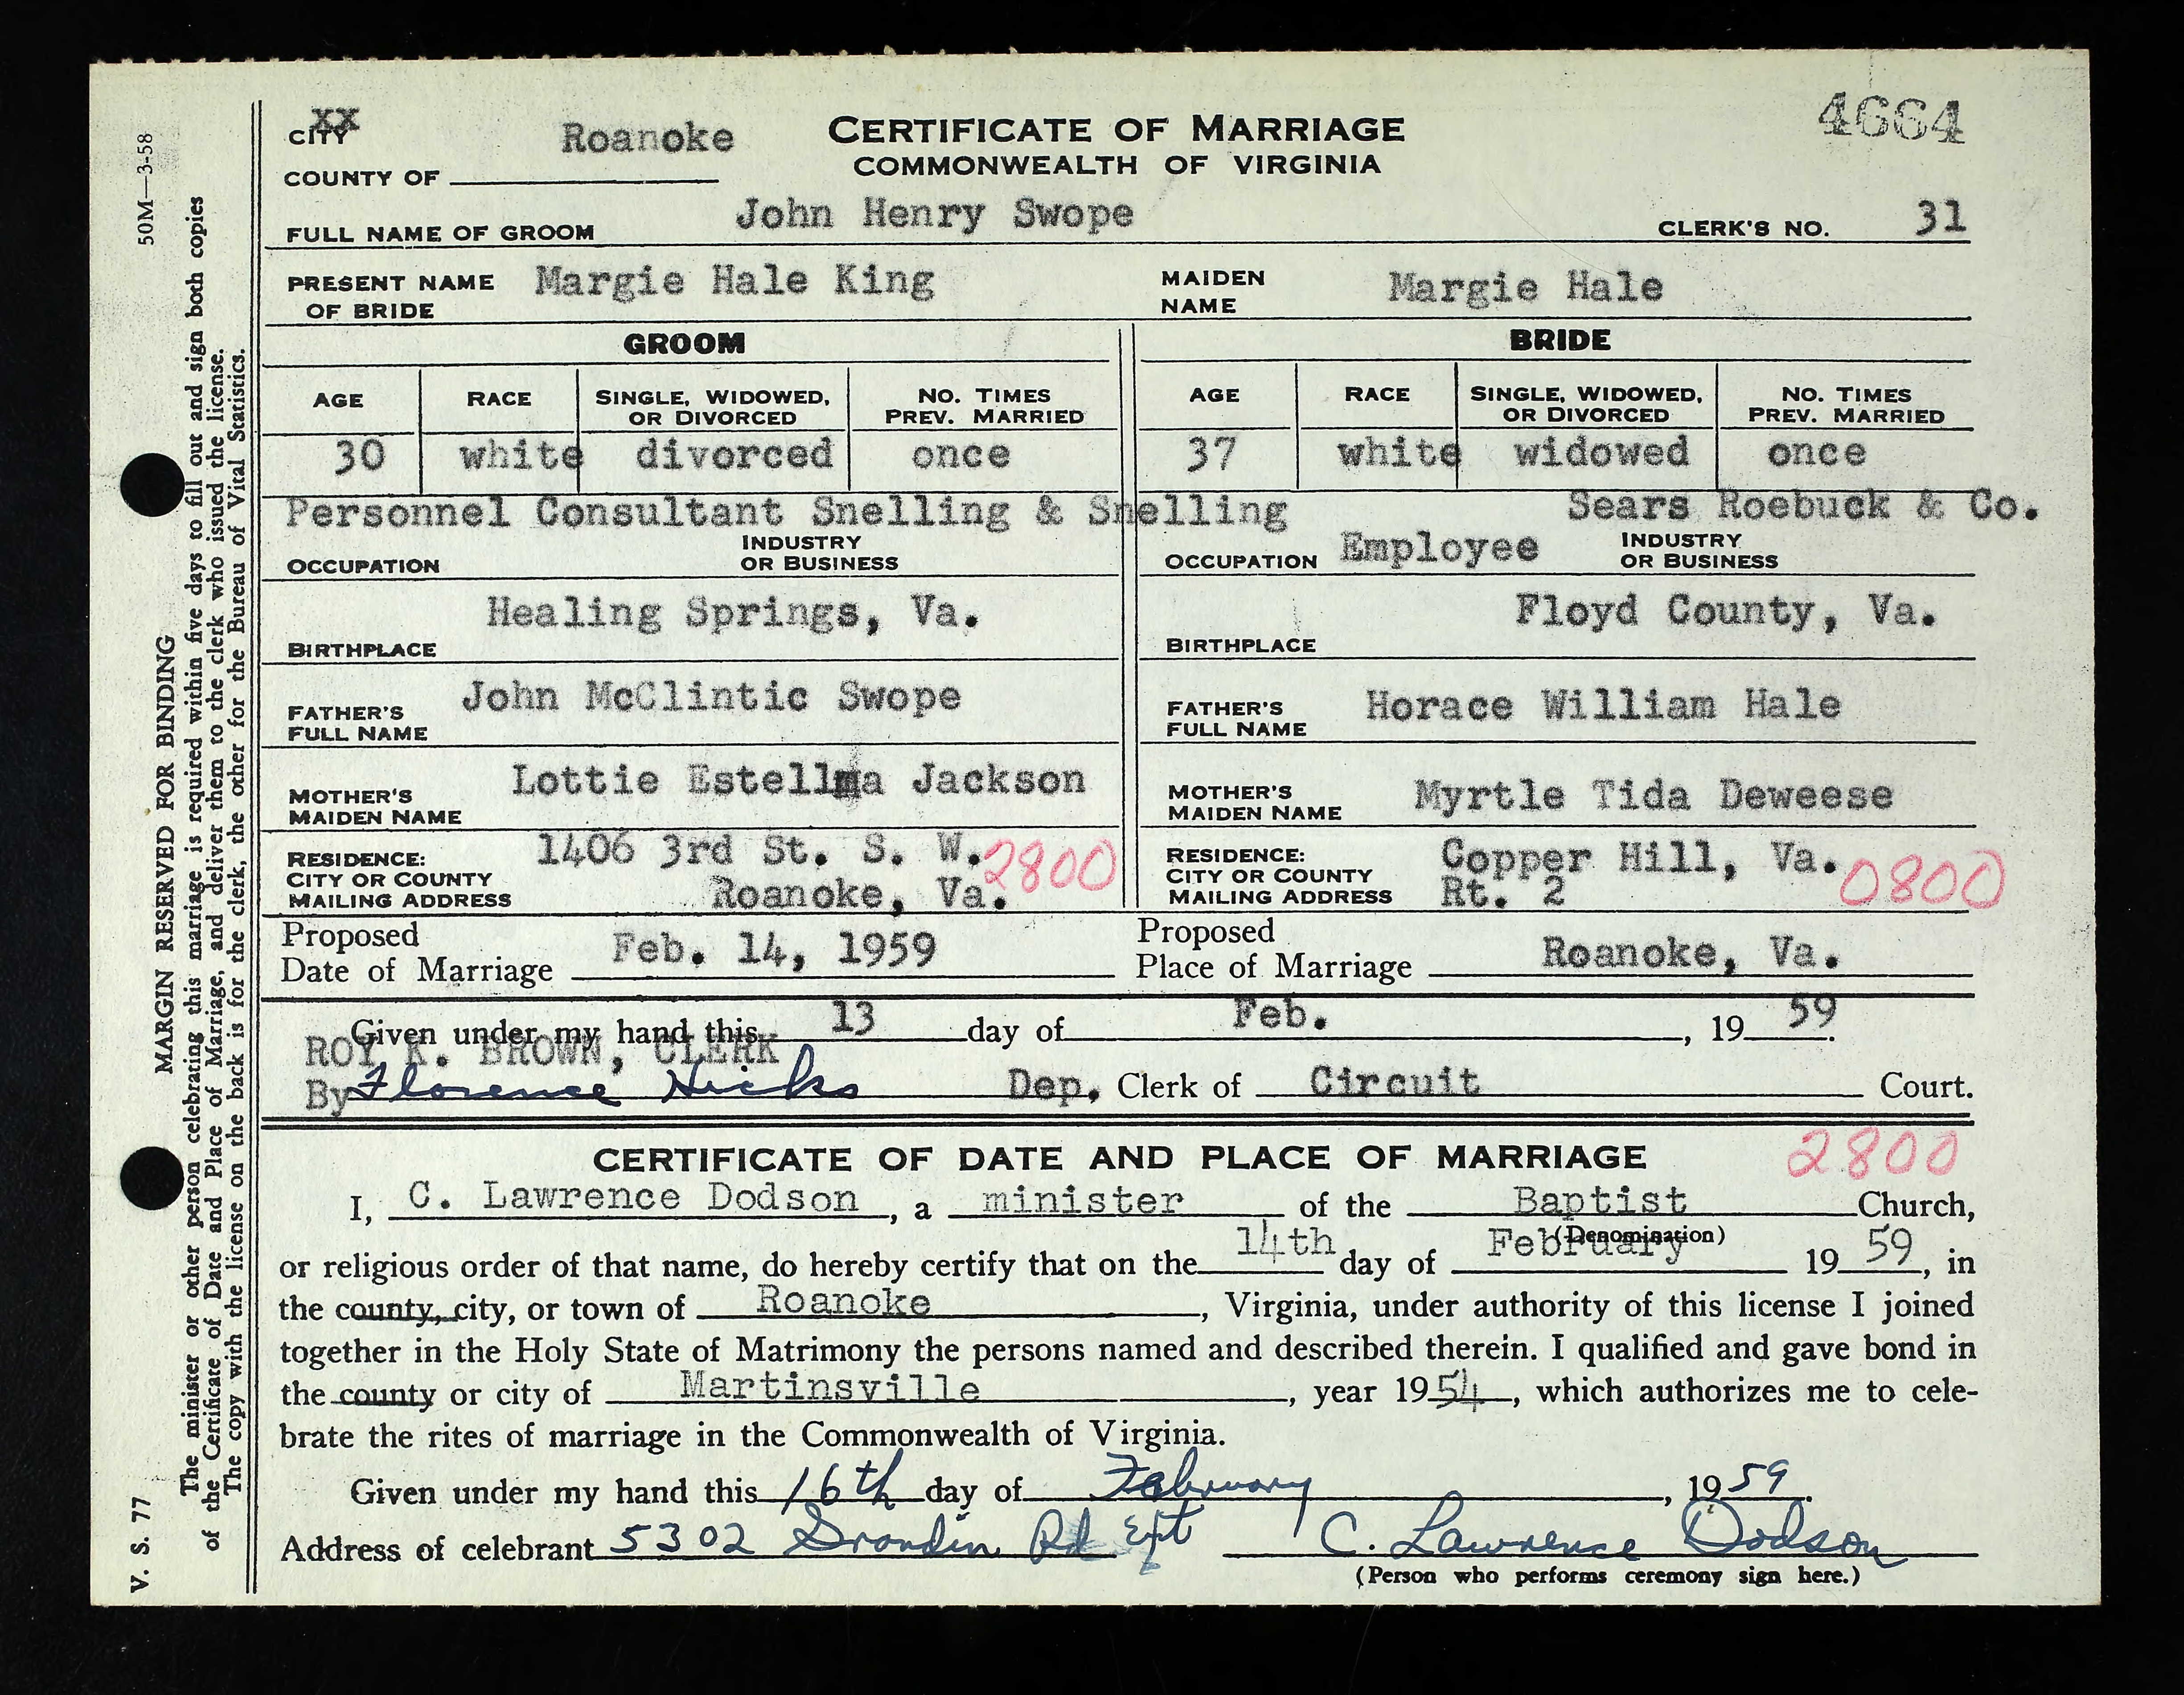 CITY XX
COUNTY OF Roanoke
CERTIFICATE OF MARRIAGE
COMMONWEALTH OF VIRGINIA
4664
FULL NAME OF GROOM John Henry Swope CLERK'S NO. 31
PRESENT NAME OF BRIDE Margie Hale King MAIDEN NAME Margie Hale
GROOM BRIDE
AGE RACE SINGLE, WIDOWED, OR DIVORCED NO. TIMES PREV. MARRIED AGE RACE SINGLE, WIDOWED, OR DIVORCED NO. TIMES PREV. MARRIED
30 white divorced once 37 white widowed once
Personnel Consultant Snelling & Snelling Sears Roebuck & Co.
OCCUPATION INDUSTRY OR BUSINESS OCCUPATION Employee INDUSTRY OR BUSINESS
BIRTHPLACE Healing Springs, Va. BIRTHPLACE Floyd County, Va.
FATHER'S FULL NAME John McClintic Swope FATHER'S FULL NAME Horace William Hale
MOTHER'S MAIDEN NAME Lottie Estella Jackson MOTHER'S MAIDEN NAME Myrtle Tida Deweese
RESIDENCE: 1406 3rd St. S. W. 2800 RESIDENCE: Copper Hill, Va. 0800
CITY OR COUNTY CITY OR COUNTY
MAILING ADDRESS Roanoke, Va. MAILING ADDRESS Rt. 2
Proposed Date of Marriage Feb. 14, 1959 Proposed Place of Marriage Roanoke, Va.
Given under my hand this 13 day of Feb. , 19 59.
ROY K. BROWN, CLERK
By Florence Hicks Dep. Clerk of Circuit Court.
CERTIFICATE OF DATE AND PLACE OF MARRIAGE 2800
I, C. Lawrence Dodson, a minister of the Baptist Church,
(Denomination)
or religious order of that name, do hereby certify that on the 14th day of February 19 59, in
the county, city, or town of Roanoke, Virginia, under authority of this license I joined
together in the Holy State of Matrimony the persons named and described therein. I qualified and gave bond in
the county or city of Martinsville, year 19 54, which authorizes me to cele-
brate the rites of marriage in the Commonwealth of Virginia.
Given under my hand this 16th day of February, 19 59.
Address of celebrant 5302 Grandin Rd Ext C. Lawrence Dodson
(Person who performs ceremony sign here.)
V. S. 77 MARGIN RESERVED FOR BINDING 50M—3-58
The minister or other person celebrating this marriage is required within five days to fill out and sign both copies
of the Certificate of Date and Place of Marriage, and deliver them to the clerk who issued the license.
The copy with the license on the back is for the clerk, the other for the Bureau of Vital Statistics.